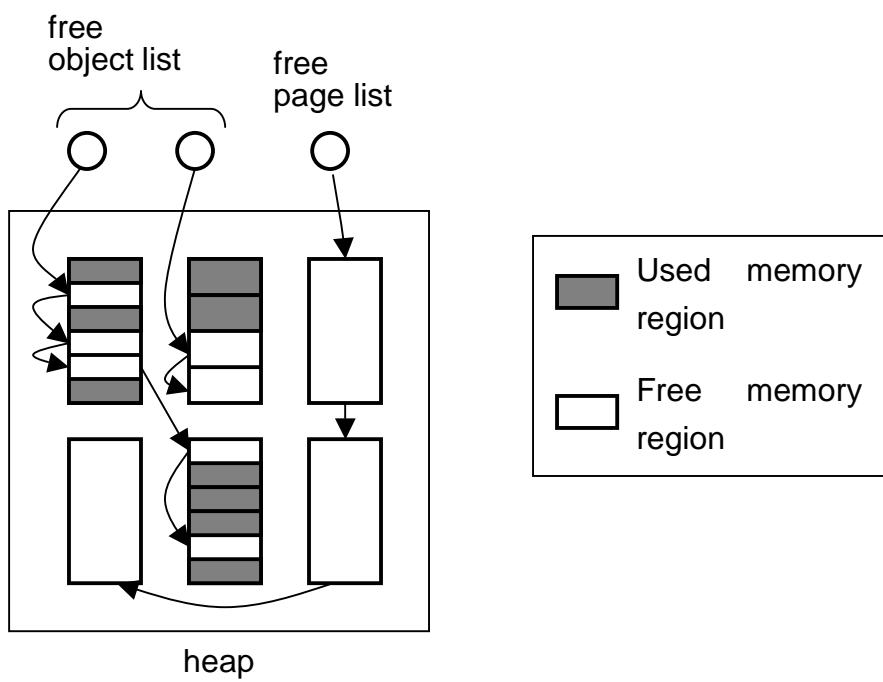 free
object list
free
page list
Used memory
region
Free memory
region
heap